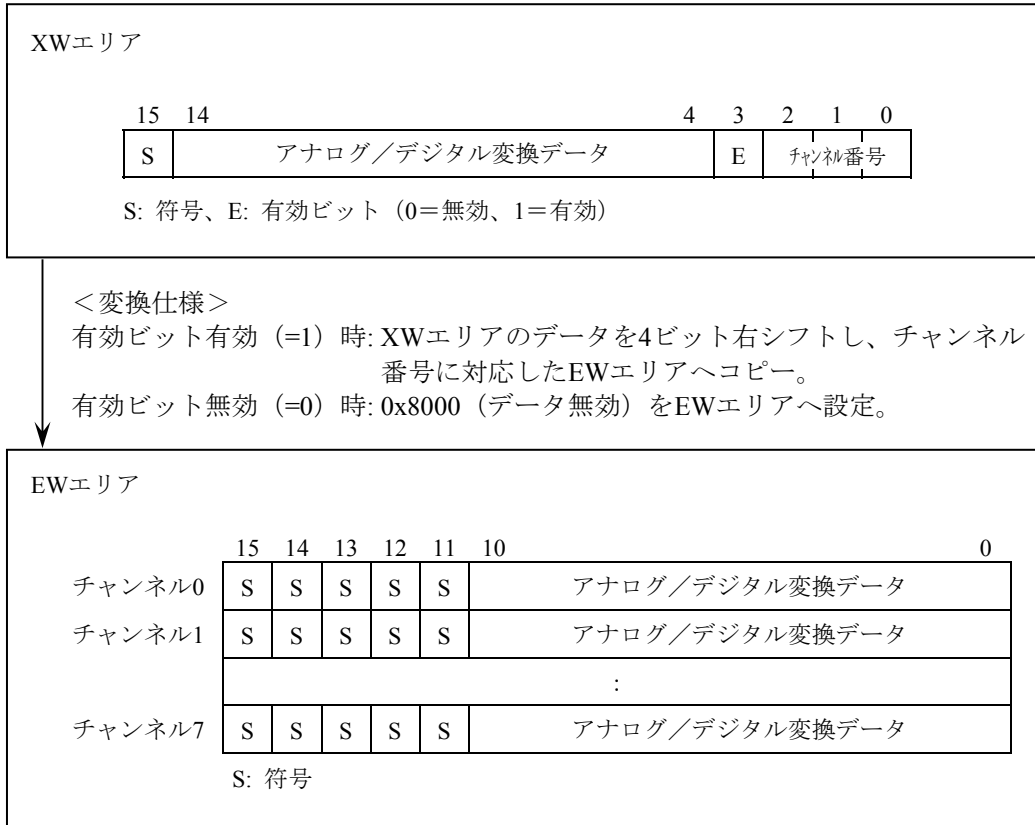 XWエリア
15 14 4 3 2 1 0
S アナログ／デジタル変換データ E チャンネル番号
S: 符号、E: 有効ビット（0＝無効、1＝有効）
＜変換仕様＞
有効ビット有効（=1）時: XWエリアのデータを4ビット右シフトし、チャンネル
番号に対応したEWエリアへコピー。
有効ビット無効（=0）時: 0x8000（データ無効）をEWエリアへ設定。
EWエリア
15 14 13 12 11 10 0
チャンネル0 S S S S S アナログ／デジタル変換データ
チャンネル1 S S S S S アナログ／デジタル変換データ
:
チャンネル7 S S S S S アナログ／デジタル変換データ
S: 符号